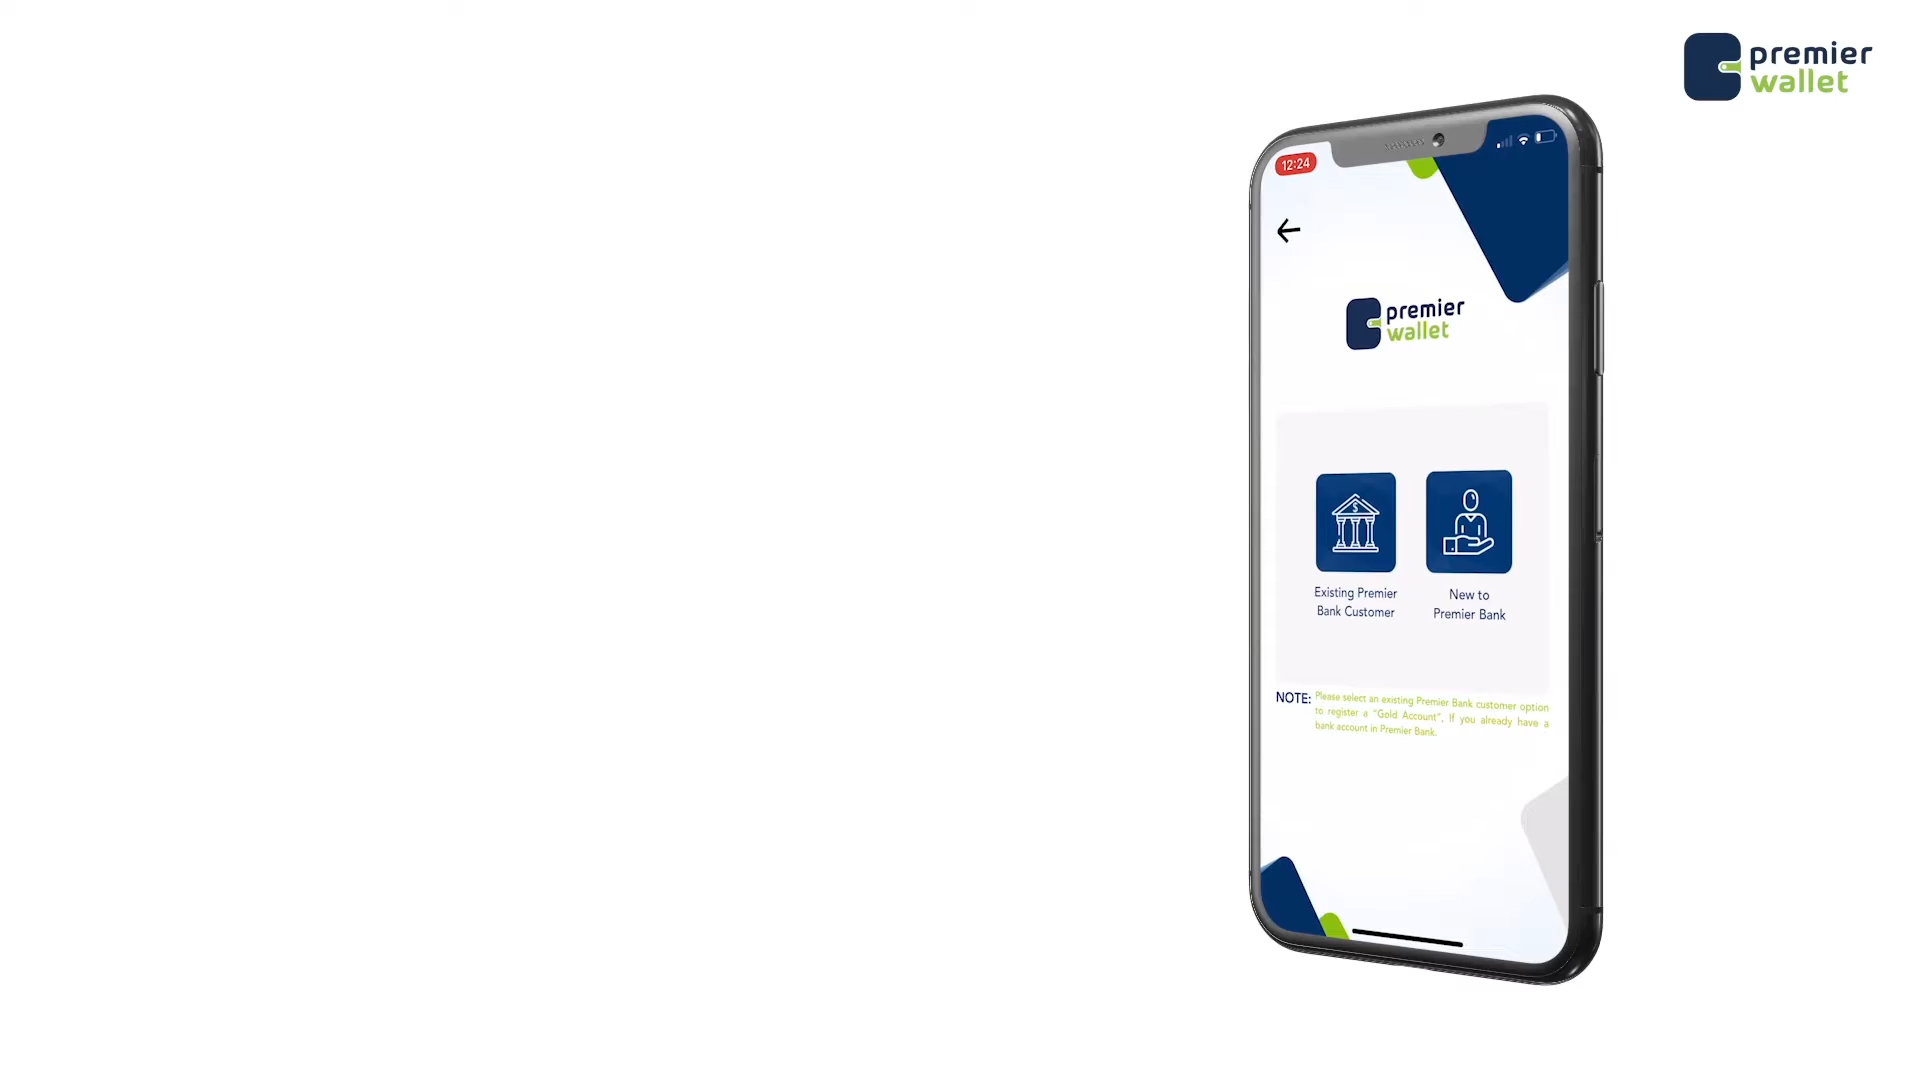 premier
wallet
12:24
premier
wallet
Existing Premier
Bank Customer
New to
Premier Bank
NOTE: Please select an existing Premier Bank customer option
to register a "Gold Account", If you already have a
bank account in Premier Bank.